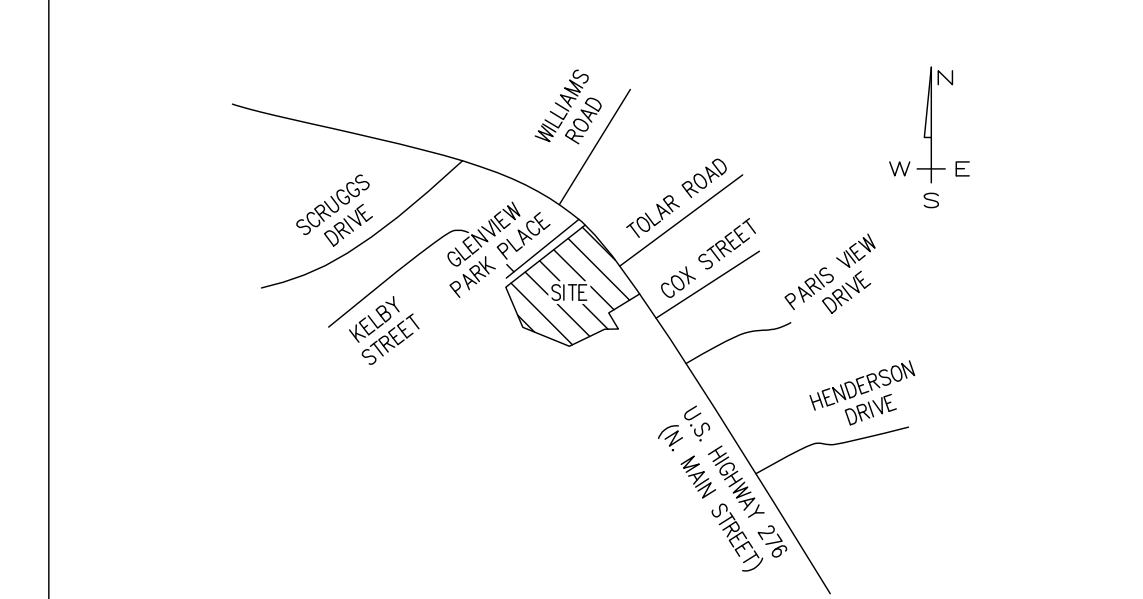 WILLIAMS
ROAD
N
W
E
S
SCRUGGS
DRIVE
GLENVIEW
PARK PLACE
TOLAR ROAD
COX STREET
SITE
PARIS VIEW
DRIVE
KELBY
STREET
HENDERSON
DRIVE
U.S. HIGHWAY 276
(N. MAIN STREET)